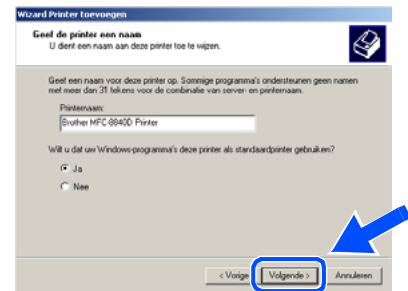 Wizard Printer toevoegen
Geef de printer een naam
U dient een naam aan deze printer toe te wijzen.
Geef een naam voor deze printer op. Sommige programma's ondersteunen geen namen
met meer dan 31 tekens voor de combinatie van server- en printernaam.
Printernaam:
Brother MFC-8840D Printer
Wilt u dat uw Windows-programma's deze printer als standaardprinter gebruiken?
Ja
Nee
< Vorige   Volgende >   Annuleren